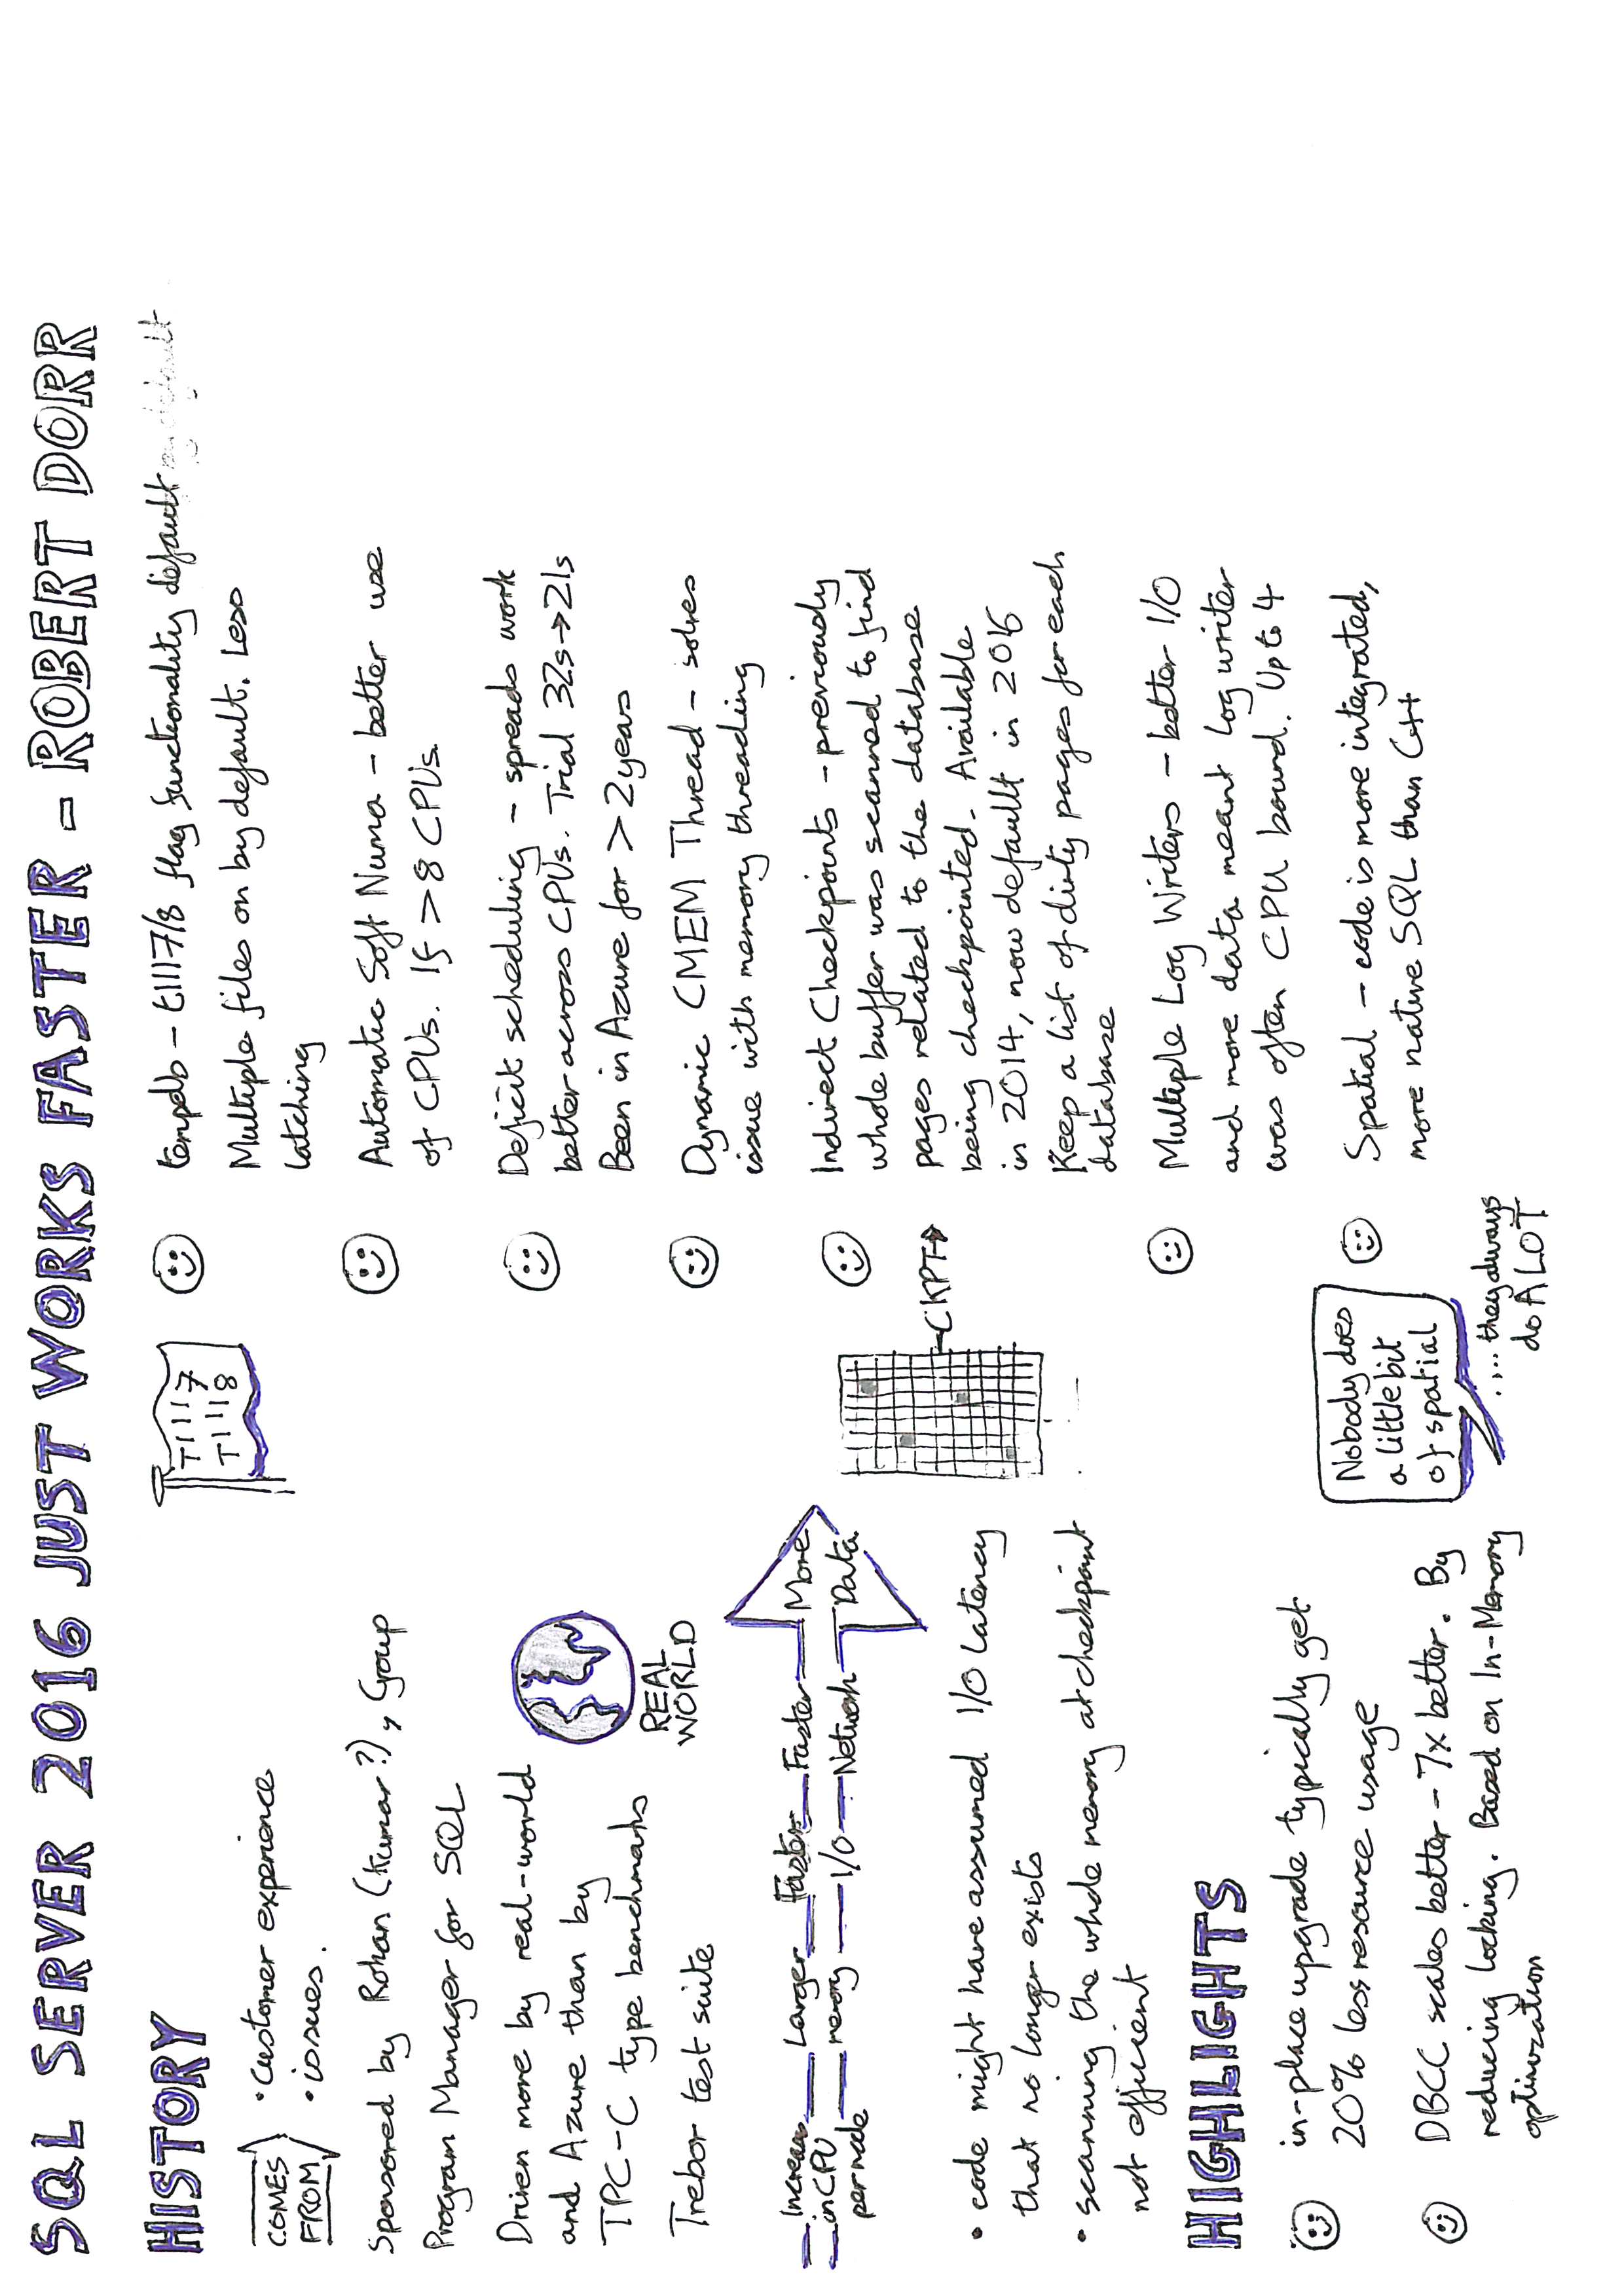 SQL SERVER 2016 JUST WORKS FASTER - ROBERT DORR
HISTORY
COMES
FROM
• Customer experience
• issues.
Sponsored by Rohan (Kumar?), Group
Program Manager for SQL
Driven more by real-world
and Azure than by
TPC-C type benchmarks
REAL
WORLD
Trebor test suite
Increase Larger Faster Faster More
in CPU memory I/O Network Data
per node
• code might have assumed I/O latency
that no longer exists
• scanning the whole memory at checkpoint
not efficient
HIGHLIGHTS
in-place upgrade typically get
20% less resource usage
DBCC scales better - 7x better. By
reducing locking. Based on In-Memory
optimization
T1117
T1118
tempdb - t1117/8 flag functionality default
Multiple files on by default. Less
latching
Automatic Soft Numa - better use
of CPUs. If > 8 CPUs.
Deficit scheduling - spreads work
better across CPUs. Trial 32s→21s
Been in Azure for > 2 years
Dynamic CMEM Thread - solves
issue with memory threading
CKPT
Indirect Checkpoints - previously
whole buffer was scanned to find
pages related to the database
being checkpointed. Available
in 2014, now default in 2016
Keep a list of dirty pages for each
database
Multiple Log Writers - better I/O
and more data meant log writer
was often CPU bound. Up to 4
Nobody does
a little bit
of spatial
.... they always
do A LOT
Spatial - code is more integrated,
more native SQL than C++